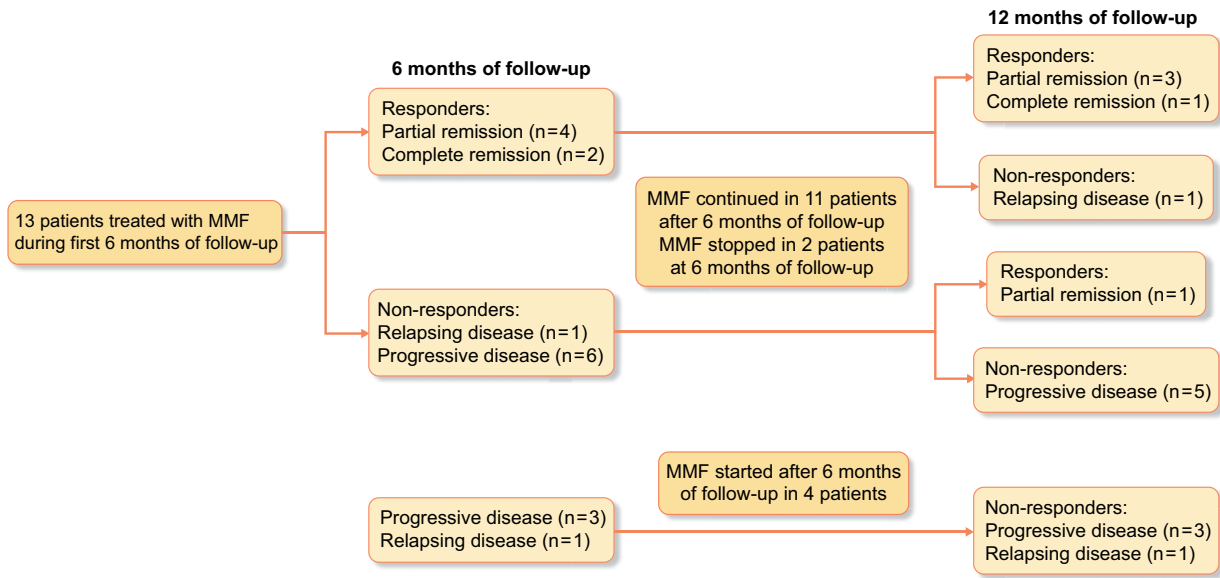 13 patients treated with MMF
during first 6 months of follow-up
6 months of follow-up
Responders:
Partial remission (n=4)
Complete remission (n=2)
Non-responders:
Relapsing disease (n=1)
Progressive disease (n=6)
Progressive disease (n=3)
Relapsing disease (n=1)
MMF continued in 11 patients
after 6 months of follow-up
MMF stopped in 2 patients
at 6 months of follow-up
MMF started after 6 months
of follow-up in 4 patients
12 months of follow-up
Responders:
Partial remission (n=3)
Complete remission (n=1)
Non-responders:
Relapsing disease (n=1)
Responders:
Partial remission (n=1)
Non-responders:
Progressive disease (n=5)
Non-responders:
Progressive disease (n=3)
Relapsing disease (n=1)